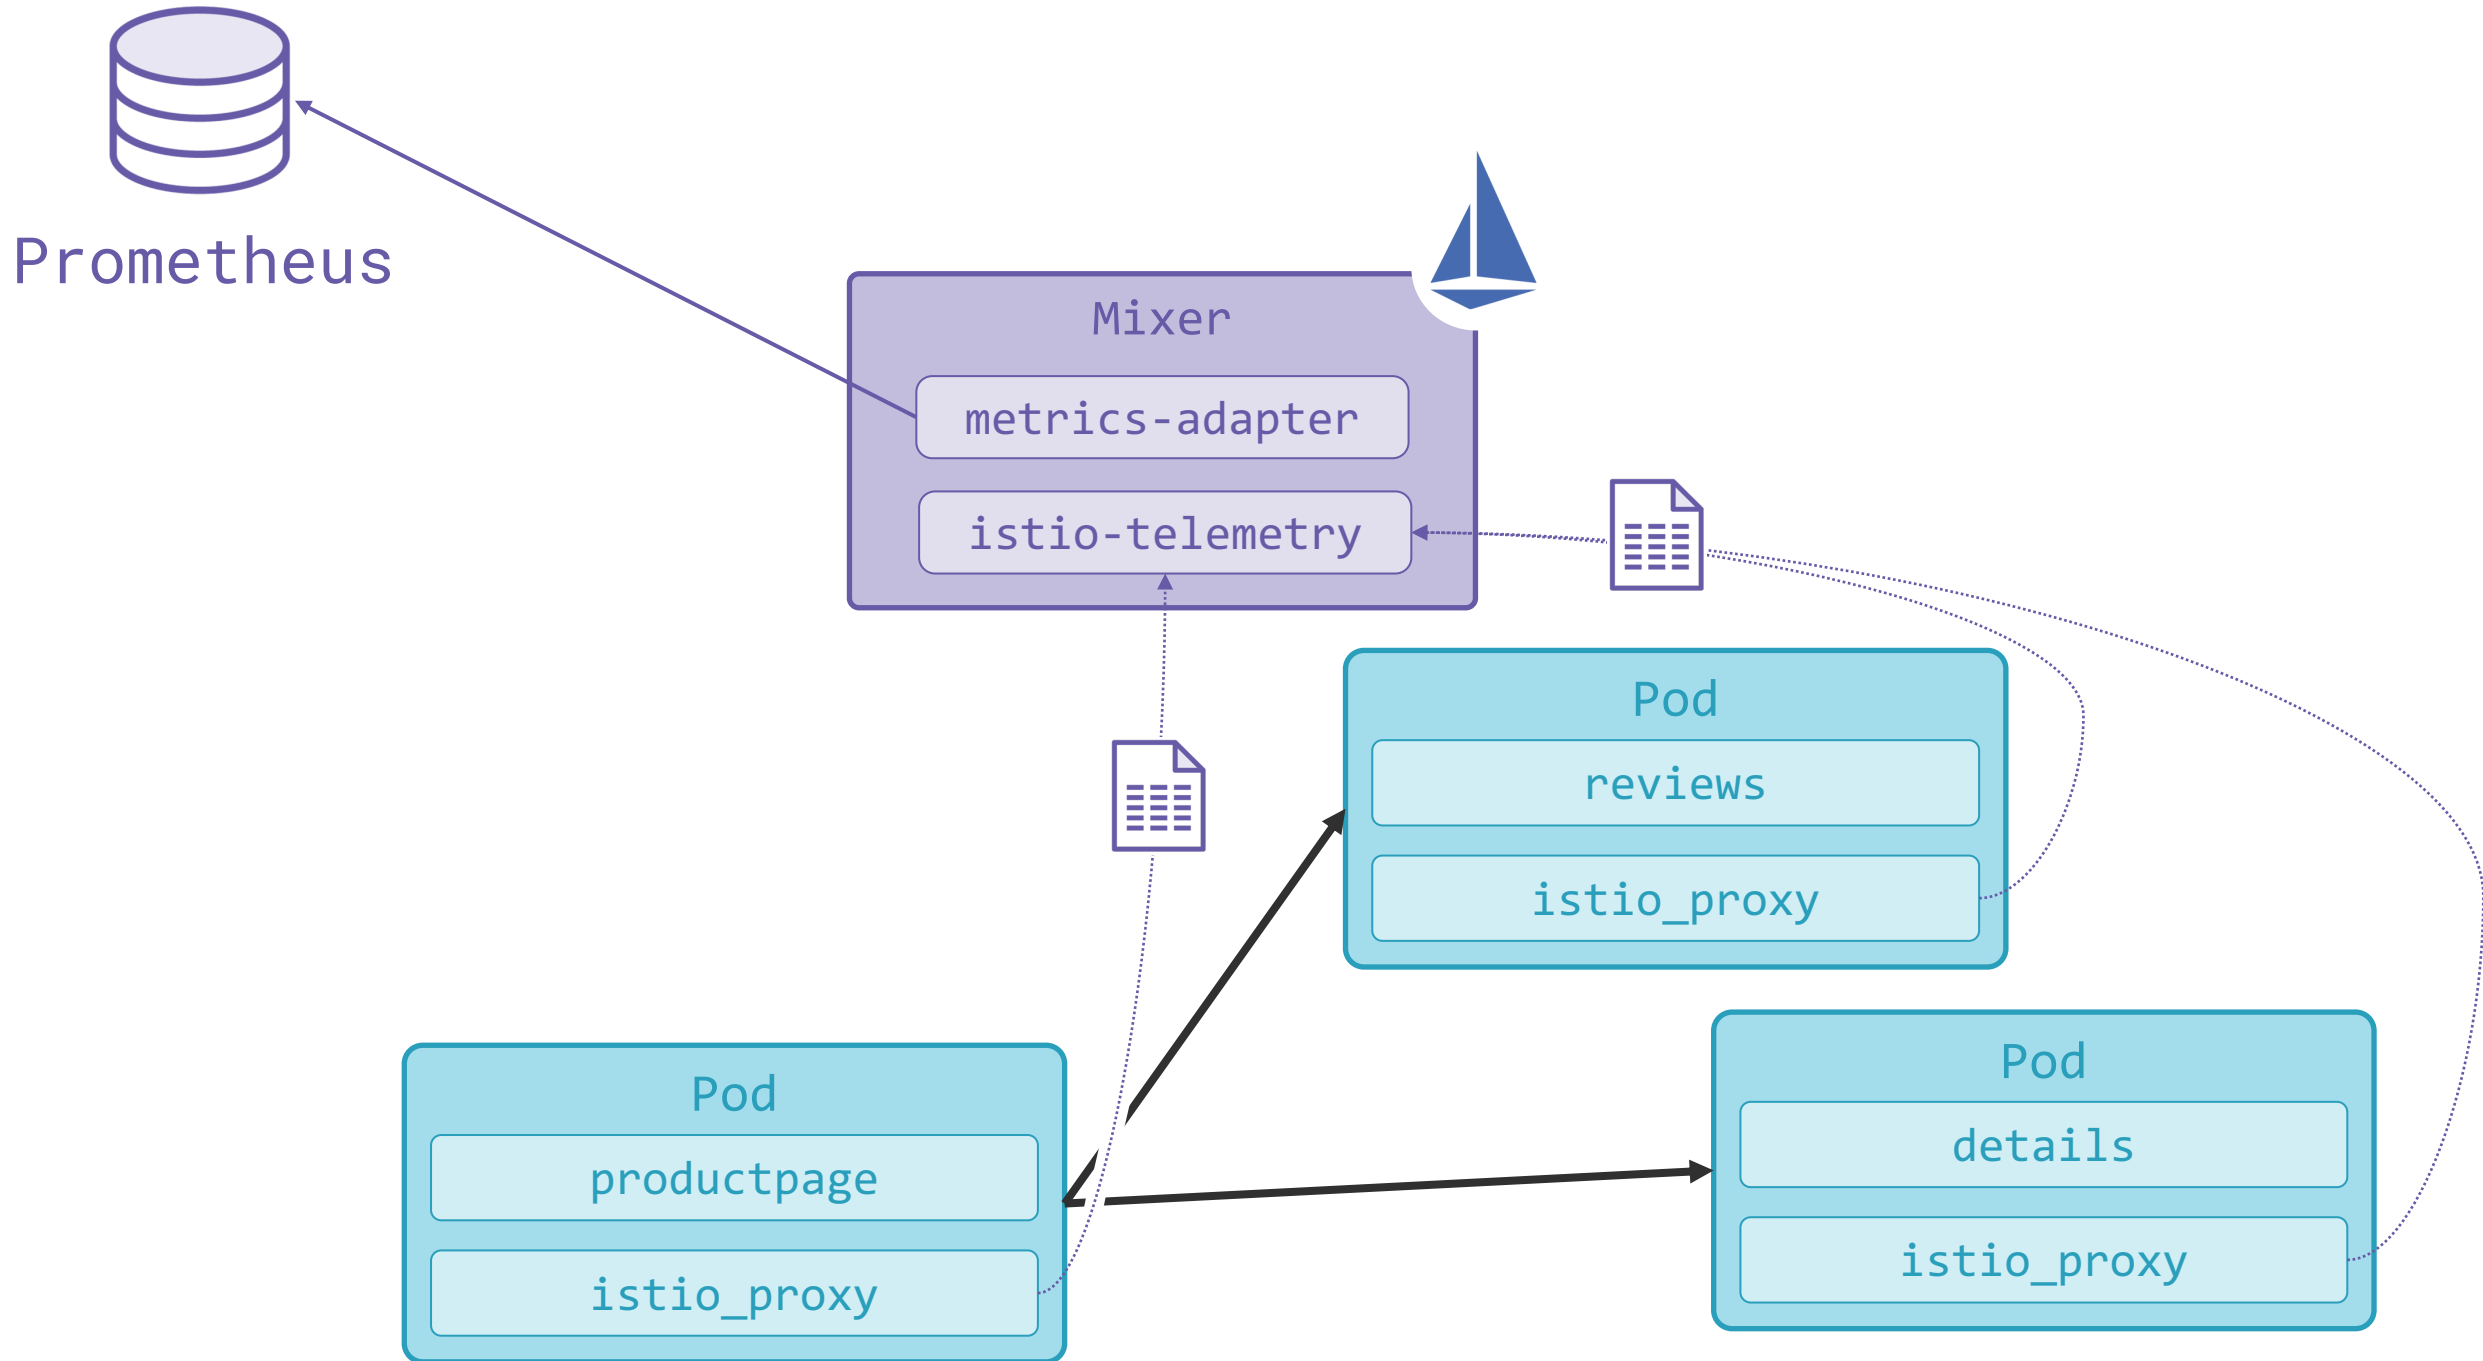 Prometheus
Mixer
metrics-adapter
istio-telemetry
Pod
reviews
istio_proxy
Pod
productpage
istio_proxy
Pod
details
istio_proxy